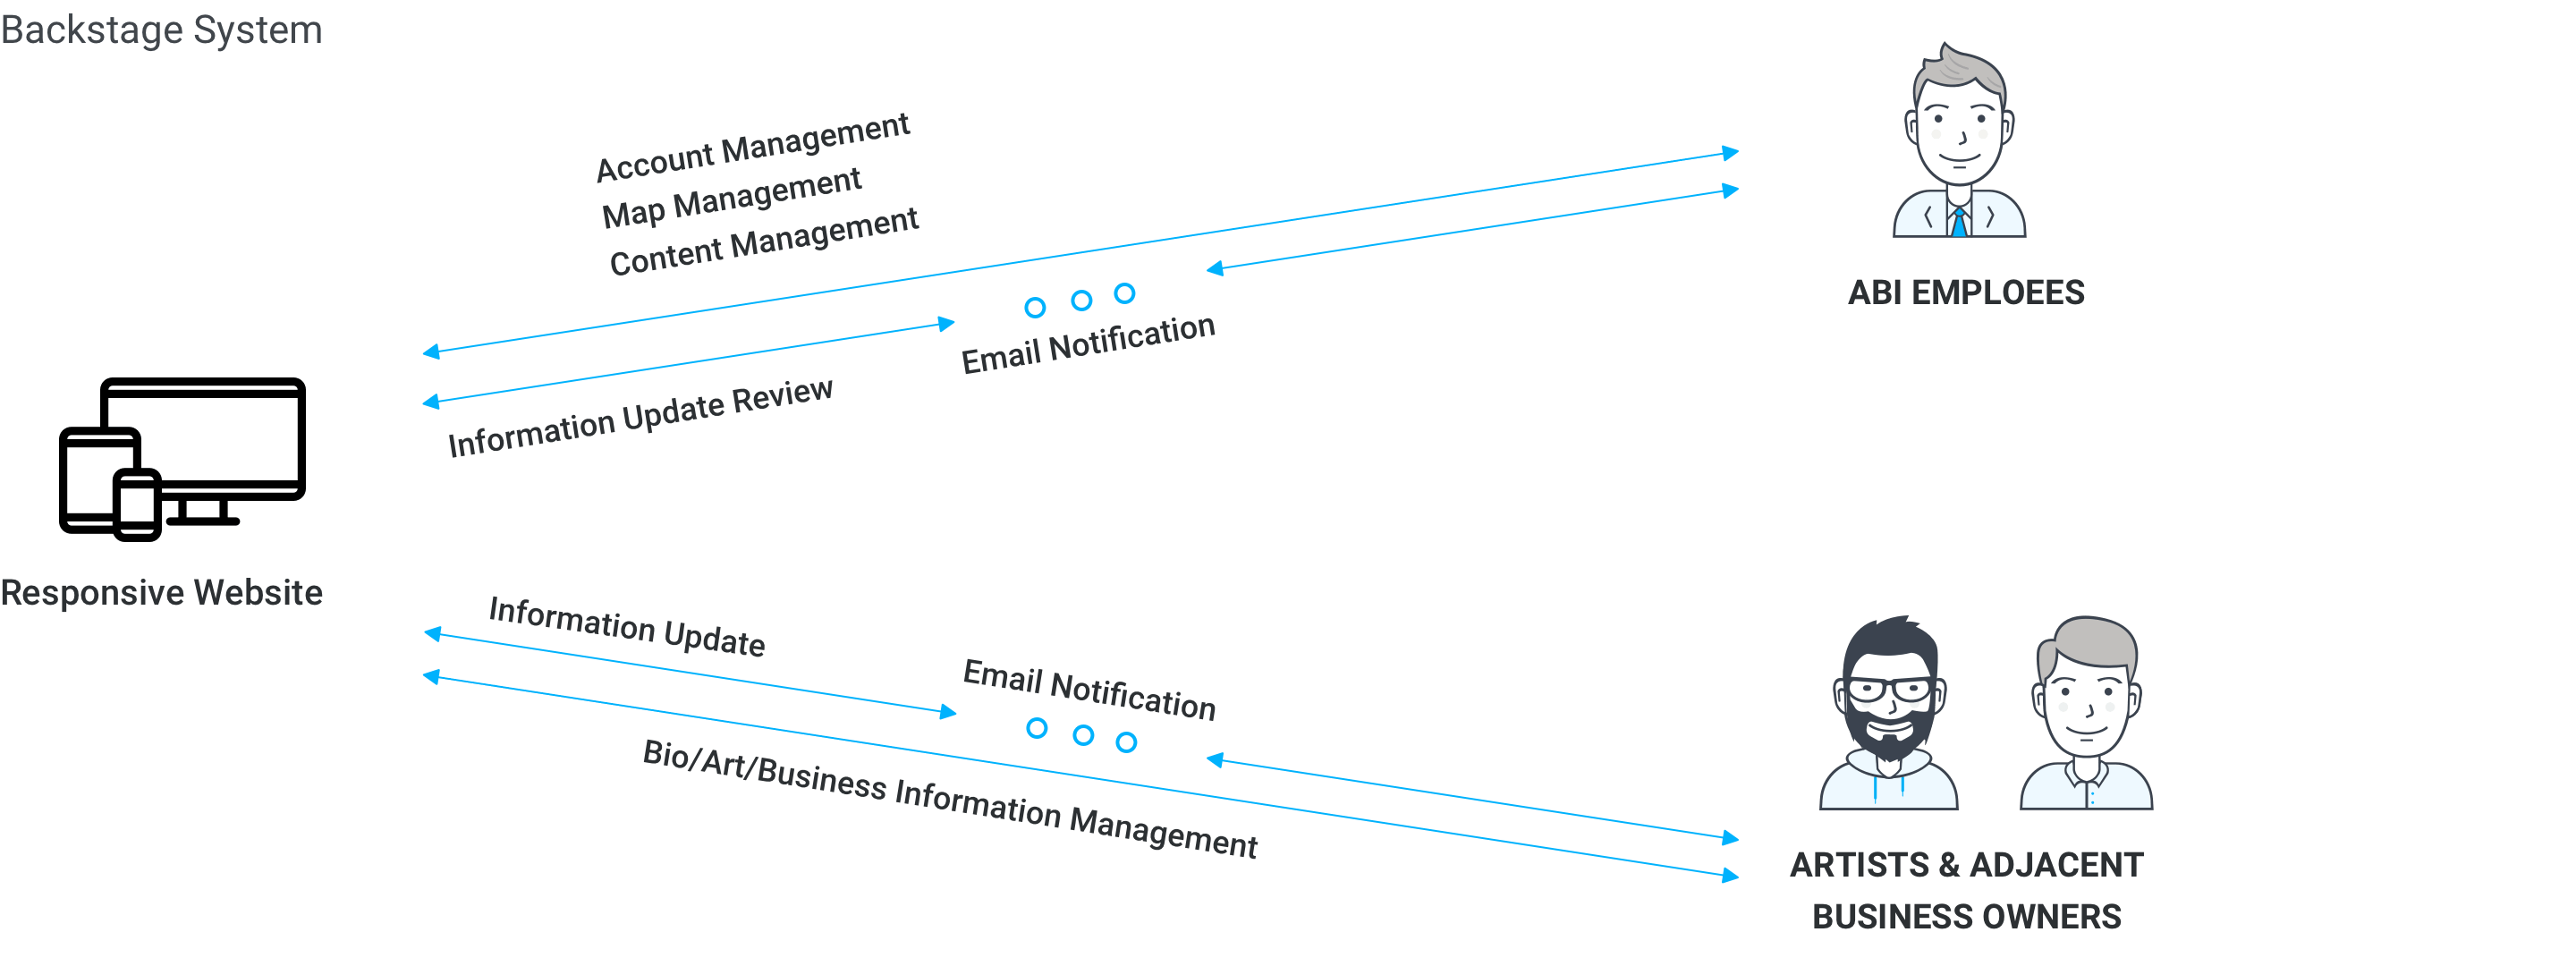 Backstage System
Account Management
Map Management
Content Management
Email Notification
Information Update Review
ABI EMPLOEES
Responsive Website
Information Update
Email Notification
Bio/Art/Business Information Management
ARTISTS & ADJACENT
BUSINESS OWNERS